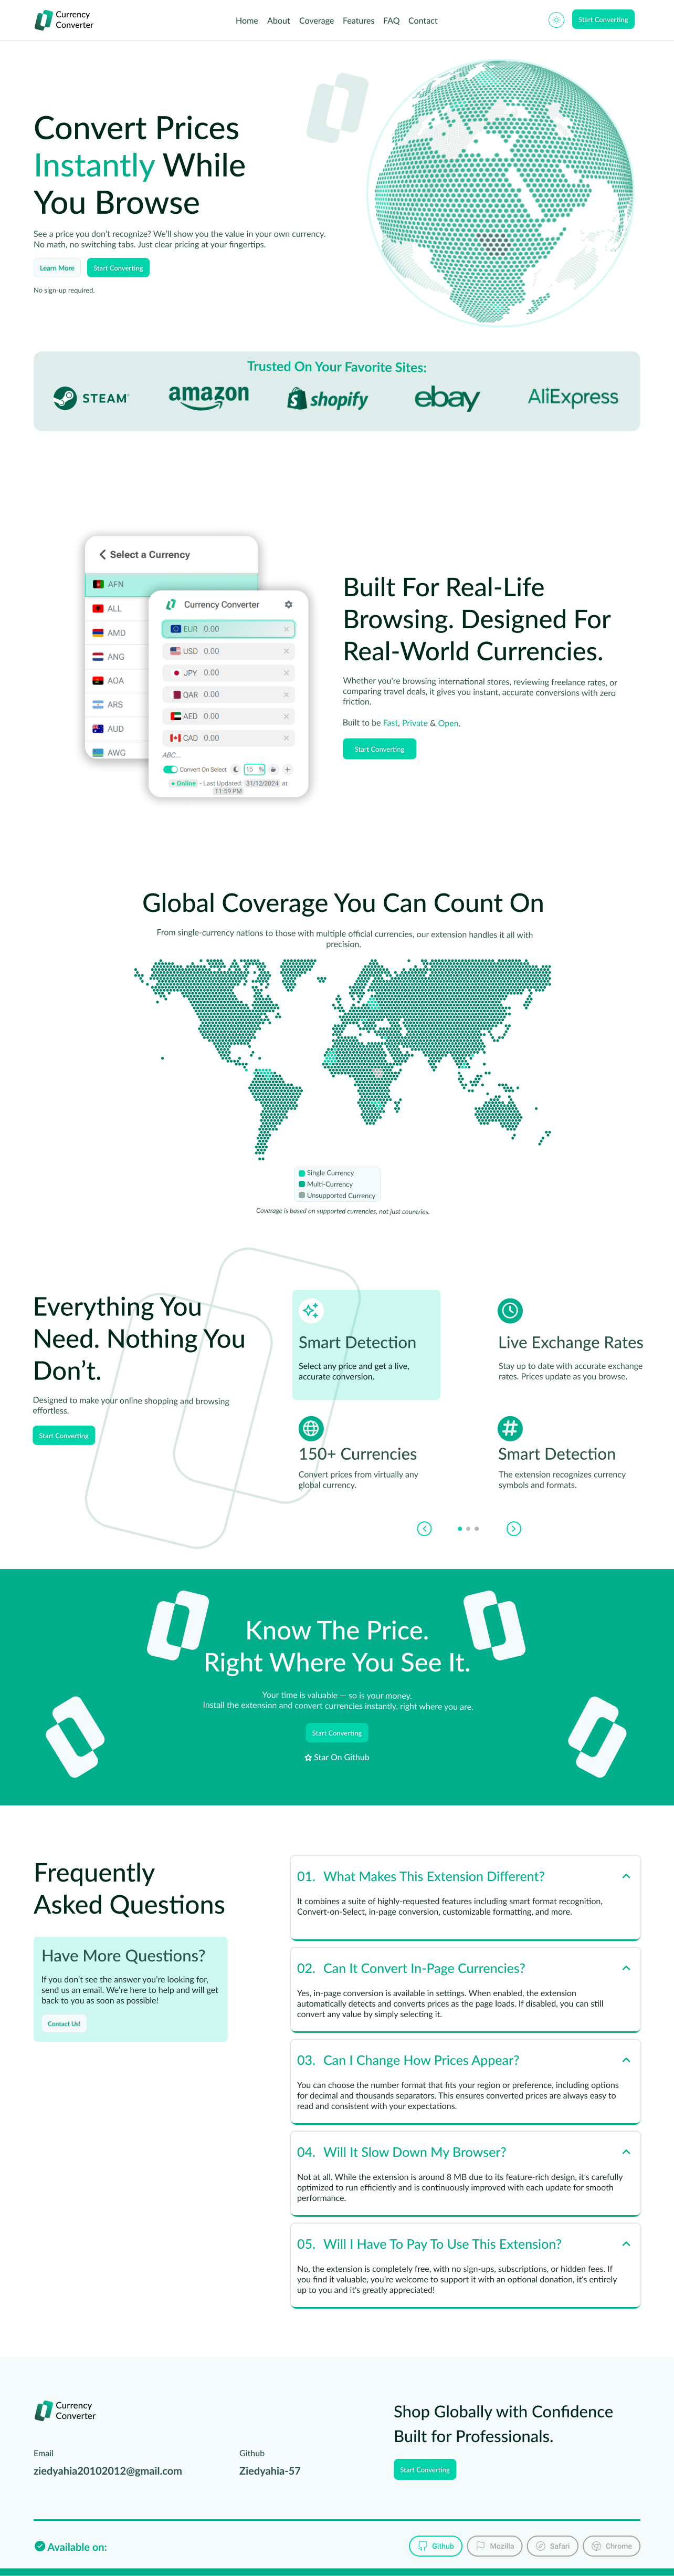 Currency
Converter
Home About Coverage Features FAQ Contact
Start Converting
Convert Prices
Instantly While
You Browse
See a price you don't recognize? We'll show you the value in your own currency.
No math, no switching tabs. Just clear pricing at your fingertips.
Learn More
Start Converting
No sign-up required.
Trusted On Your Favorite Sites:
STEAM
amazon
shopify
ebay
AliExpress
Select a Currency
AFN
ALL
AMD
ANG
AOA
ARS
AUD
AWG
Currency Converter
EUR 0.00
USD 0.00
JPY 0.00
QAR 0.00
AED 0.00
CAD 0.00
ABC...
Convert On Select
15 %
Online - Last Updated: 31/12/2024 at
11:59 PM
Built For Real-Life
Browsing. Designed For
Real-World Currencies.
Whether you're browsing international stores, reviewing freelance rates, or
comparing travel deals, it gives you instant, accurate conversions with zero
friction.
Built to be Fast, Private & Open.
Start Converting
Global Coverage You Can Count On
From single-currency nations to those with multiple official currencies, our extension handles it all with
precision.
Single Currency
Multi-Currency
Unsupported Currency
Coverage is based on supported currencies, not just countries.
Everything You
Need. Nothing You
Don't.
Designed to make your online shopping and browsing
effortless.
Start Converting
Smart Detection
Select any price and get a live,
accurate conversion.
Live Exchange Rates
Stay up to date with accurate exchange
rates. Prices update as you browse.
150+ Currencies
Convert prices from virtually any
global currency.
Smart Detection
The extension recognizes currency
symbols and formats.
Know The Price.
Right Where You See It.
Your time is valuable — so is your money.
Install the extension and convert currencies instantly, right where you are.
Start Converting
Star On Github
Frequently
Asked Questions
Have More Questions?
If you don't see the answer you're looking for,
send us an email. We're here to help and will get
back to you as soon as possible!
Contact Us!
01. What Makes This Extension Different?
It combines a suite of highly-requested features including smart format recognition,
Convert-on-Select, in-page conversion, customizable formatting, and more.
02. Can It Convert In-Page Currencies?
Yes, in-page conversion is available in settings. When enabled, the extension
automatically detects and converts prices as the page loads. If disabled, you can still
convert any value by simply selecting it.
03. Can I Change How Prices Appear?
You can choose the number format that fits your region or preference, including options
for decimal and thousands separators. This ensures converted prices are always easy to
read and consistent with your expectations.
04. Will It Slow Down My Browser?
Not at all. While the extension is around 8 MB due to its feature-rich design, it's carefully
optimized to run efficiently and is continuously improved with each update for smooth
performance.
05. Will I Have To Pay To Use This Extension?
No, the extension is completely free, with no sign-ups, subscriptions, or hidden fees. If
you find it valuable, you're welcome to support it with an optional donation, it's entirely
up to you and it's greatly appreciated!
Currency
Converter
Email
ziedyahia20102012@gmail.com
Github
Ziedyahia-57
Shop Globally with Confidence
Built for Professionals.
Start Converting
Available on:
Github
Mozilla
Safari
Chrome